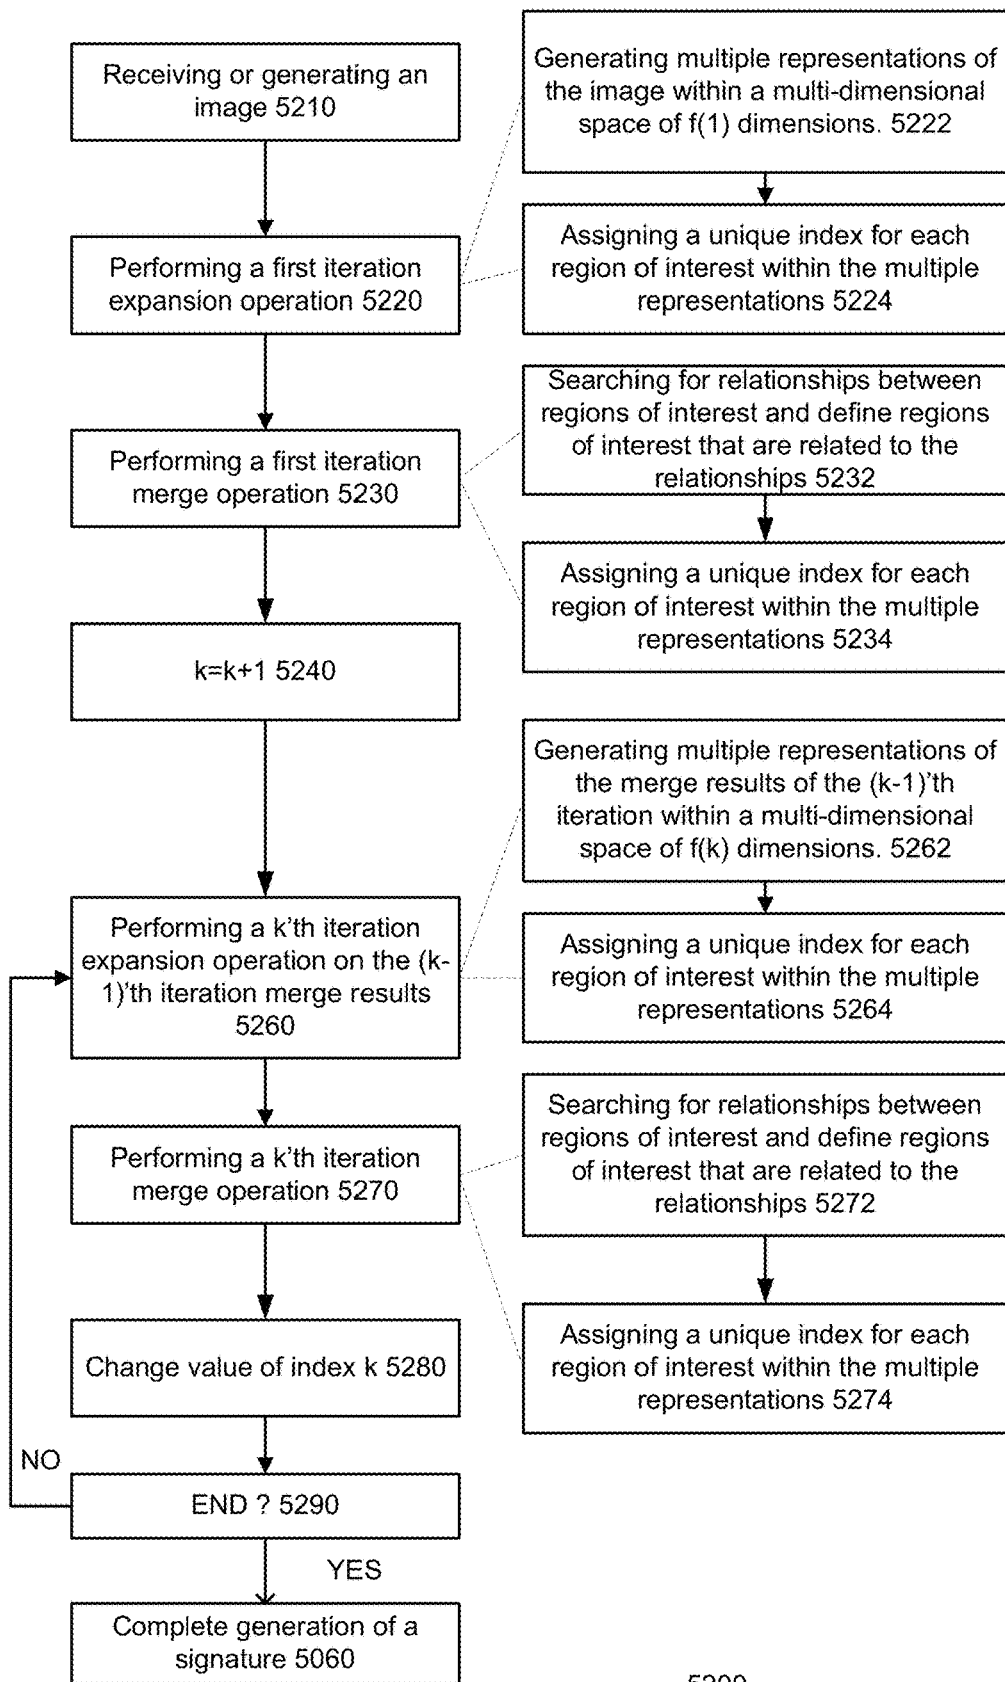 Receiving or generating an
image 5210
Generating multiple representations of
the image within a multi-dimensional
space of f(1) dimensions. 5222
Performing a first iteration
expansion operation 5220
Assigning a unique index for each
region of interest within the multiple
representations 5224
Performing a first iteration
merge operation 5230
Searching for relationships between
regions of interest and define regions
of interest that are related to the
relationships 5232
Assigning a unique index for each
region of interest within the multiple
representations 5234
k=k+1 5240
Generating multiple representations of
the merge results of the (k-1)'th
iteration within a multi-dimensional
space of f(k) dimensions. 5262
Performing a k'th iteration
expansion operation on the (k-
1)'th iteration merge results
5260
Assigning a unique index for each
region of interest within the multiple
representations 5264
Performing a k'th iteration
merge operation 5270
Searching for relationships between
regions of interest and define regions
of interest that are related to the
relationships 5272
Change value of index k 5280
Assigning a unique index for each
region of interest within the multiple
representations 5274
NO
END ? 5290
YES
Complete generation of a
signature 5060